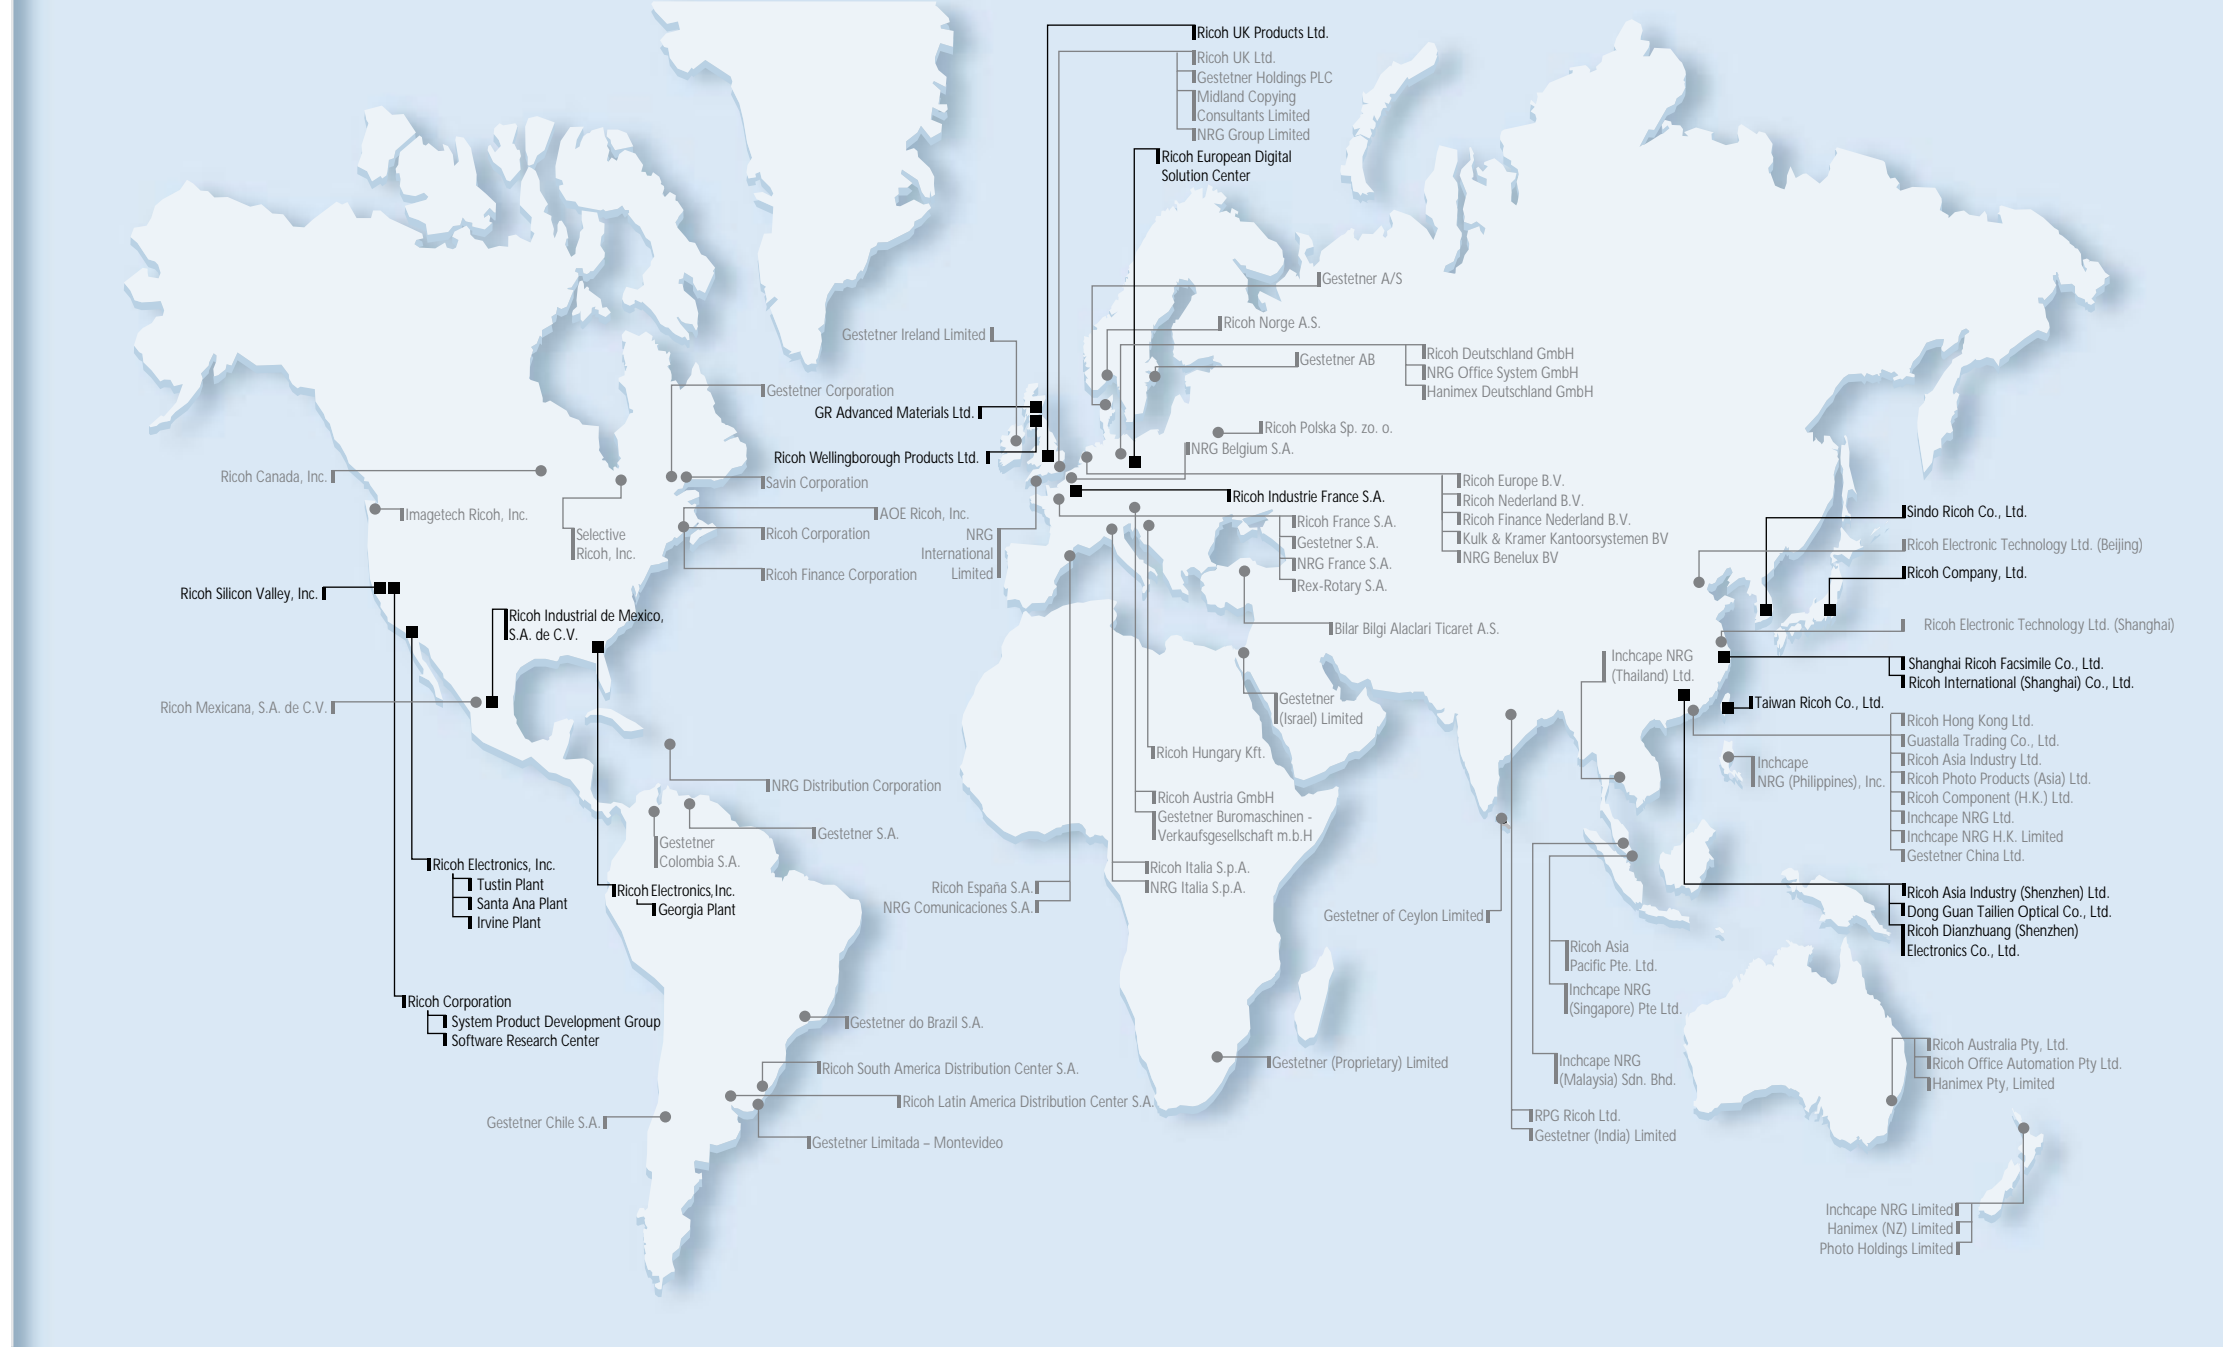 Ricoh UK Products Ltd.
Ricoh UK Ltd.
Gestetner Holdings PLC
Midland Copying
Consultants Limited
NRG Group Limited
Ricoh European Digital
Solution Center
Gestetner A/S
Ricoh Norge A.S.
Gestetner AB
Ricoh Deutschland GmbH
NRG Office System GmbH
Hanimex Deutschland GmbH
Gestetner Ireland Limited
Gestetner Corporation
GR Advanced Materials Ltd.
Ricoh Polska Sp. zo. o.
NRG Belgium S.A.
Ricoh Wellingborough Products Ltd.
Ricoh Canada, Inc.
Savin Corporation
Imagetech Ricoh, Inc.
Selective
Ricoh, Inc.
AOE Ricoh, Inc.
Ricoh Corporation
Ricoh Finance Corporation
NRG
International
Limited
Ricoh Industrie France S.A.
Ricoh France S.A.
Gestetner S.A.
NRG France S.A.
Rex-Rotary S.A.
Ricoh Europe B.V.
Ricoh Nederland B.V.
Ricoh Finance Nederland B.V.
Kulk & Kramer Kantoorsystemen BV
NRG Benelux BV
Sindo Ricoh Co., Ltd.
Ricoh Electronic Technology Ltd. (Beijing)
Ricoh Company, Ltd.
Ricoh Electronic Technology Ltd. (Shanghai)
Shanghai Ricoh Facsimile Co., Ltd.
Ricoh International (Shanghai) Co., Ltd.
Taiwan Ricoh Co., Ltd.
Ricoh Silicon Valley, Inc.
Ricoh Industrial de Mexico,
S.A. de C.V.
Ricoh Mexicana, S.A. de C.V.
Bilar Bilgi Alaclari Ticaret A.S.
Gestetner
(Israel) Limited
Inchcape NRG
(Thailand) Ltd.
Ricoh Hong Kong Ltd.
Guastalla Trading Co., Ltd.
Ricoh Asia Industry Ltd.
Ricoh Photo Products (Asia) Ltd.
Ricoh Component (H.K.) Ltd.
Inchcape NRG Ltd.
Inchcape NRG H.K. Limited
Gestetner China Ltd.
Inchcape
NRG (Philippines), Inc.
Ricoh Hungary Kft.
NRG Distribution Corporation
Ricoh Austria GmbH
Gestetner Buromaschinen -
Verkaufsgesellschaft m.b.H
Gestetner S.A.
Gestetner
Colombia S.A.
Ricoh Italia S.p.A.
NRG Italia S.p.A.
Ricoh España S.A.
NRG Comunicaciones S.A.
Ricoh Electronics, Inc.
Tustin Plant
Santa Ana Plant
Irvine Plant
Ricoh Electronics, Inc.
Georgia Plant
Gestetner of Ceylon Limited
Ricoh Asia Industry (Shenzhen) Ltd.
Dong Guan Tailien Optical Co., Ltd.
Ricoh Dianzhuang (Shenzhen)
Electronics Co., Ltd.
Ricoh Asia
Pacific Pte. Ltd.
Inchcape NRG
(Singapore) Pte Ltd.
Ricoh Corporation
System Product Development Group
Software Research Center
Gestetner do Brazil S.A.
Ricoh South America Distribution Center S.A.
Ricoh Latin America Distribution Center S.A.
Gestetner (Proprietary) Limited
Inchcape NRG
(Malaysia) Sdn. Bhd.
Ricoh Australia Pty, Ltd.
Ricoh Office Automation Pty Ltd.
Hanimex Pty, Limited
Gestetner Chile S.A.
Gestetner Limitada – Montevideo
RPG Ricoh Ltd.
Gestetner (India) Limited
Inchcape NRG Limited
Hanimex (NZ) Limited
Photo Holdings Limited